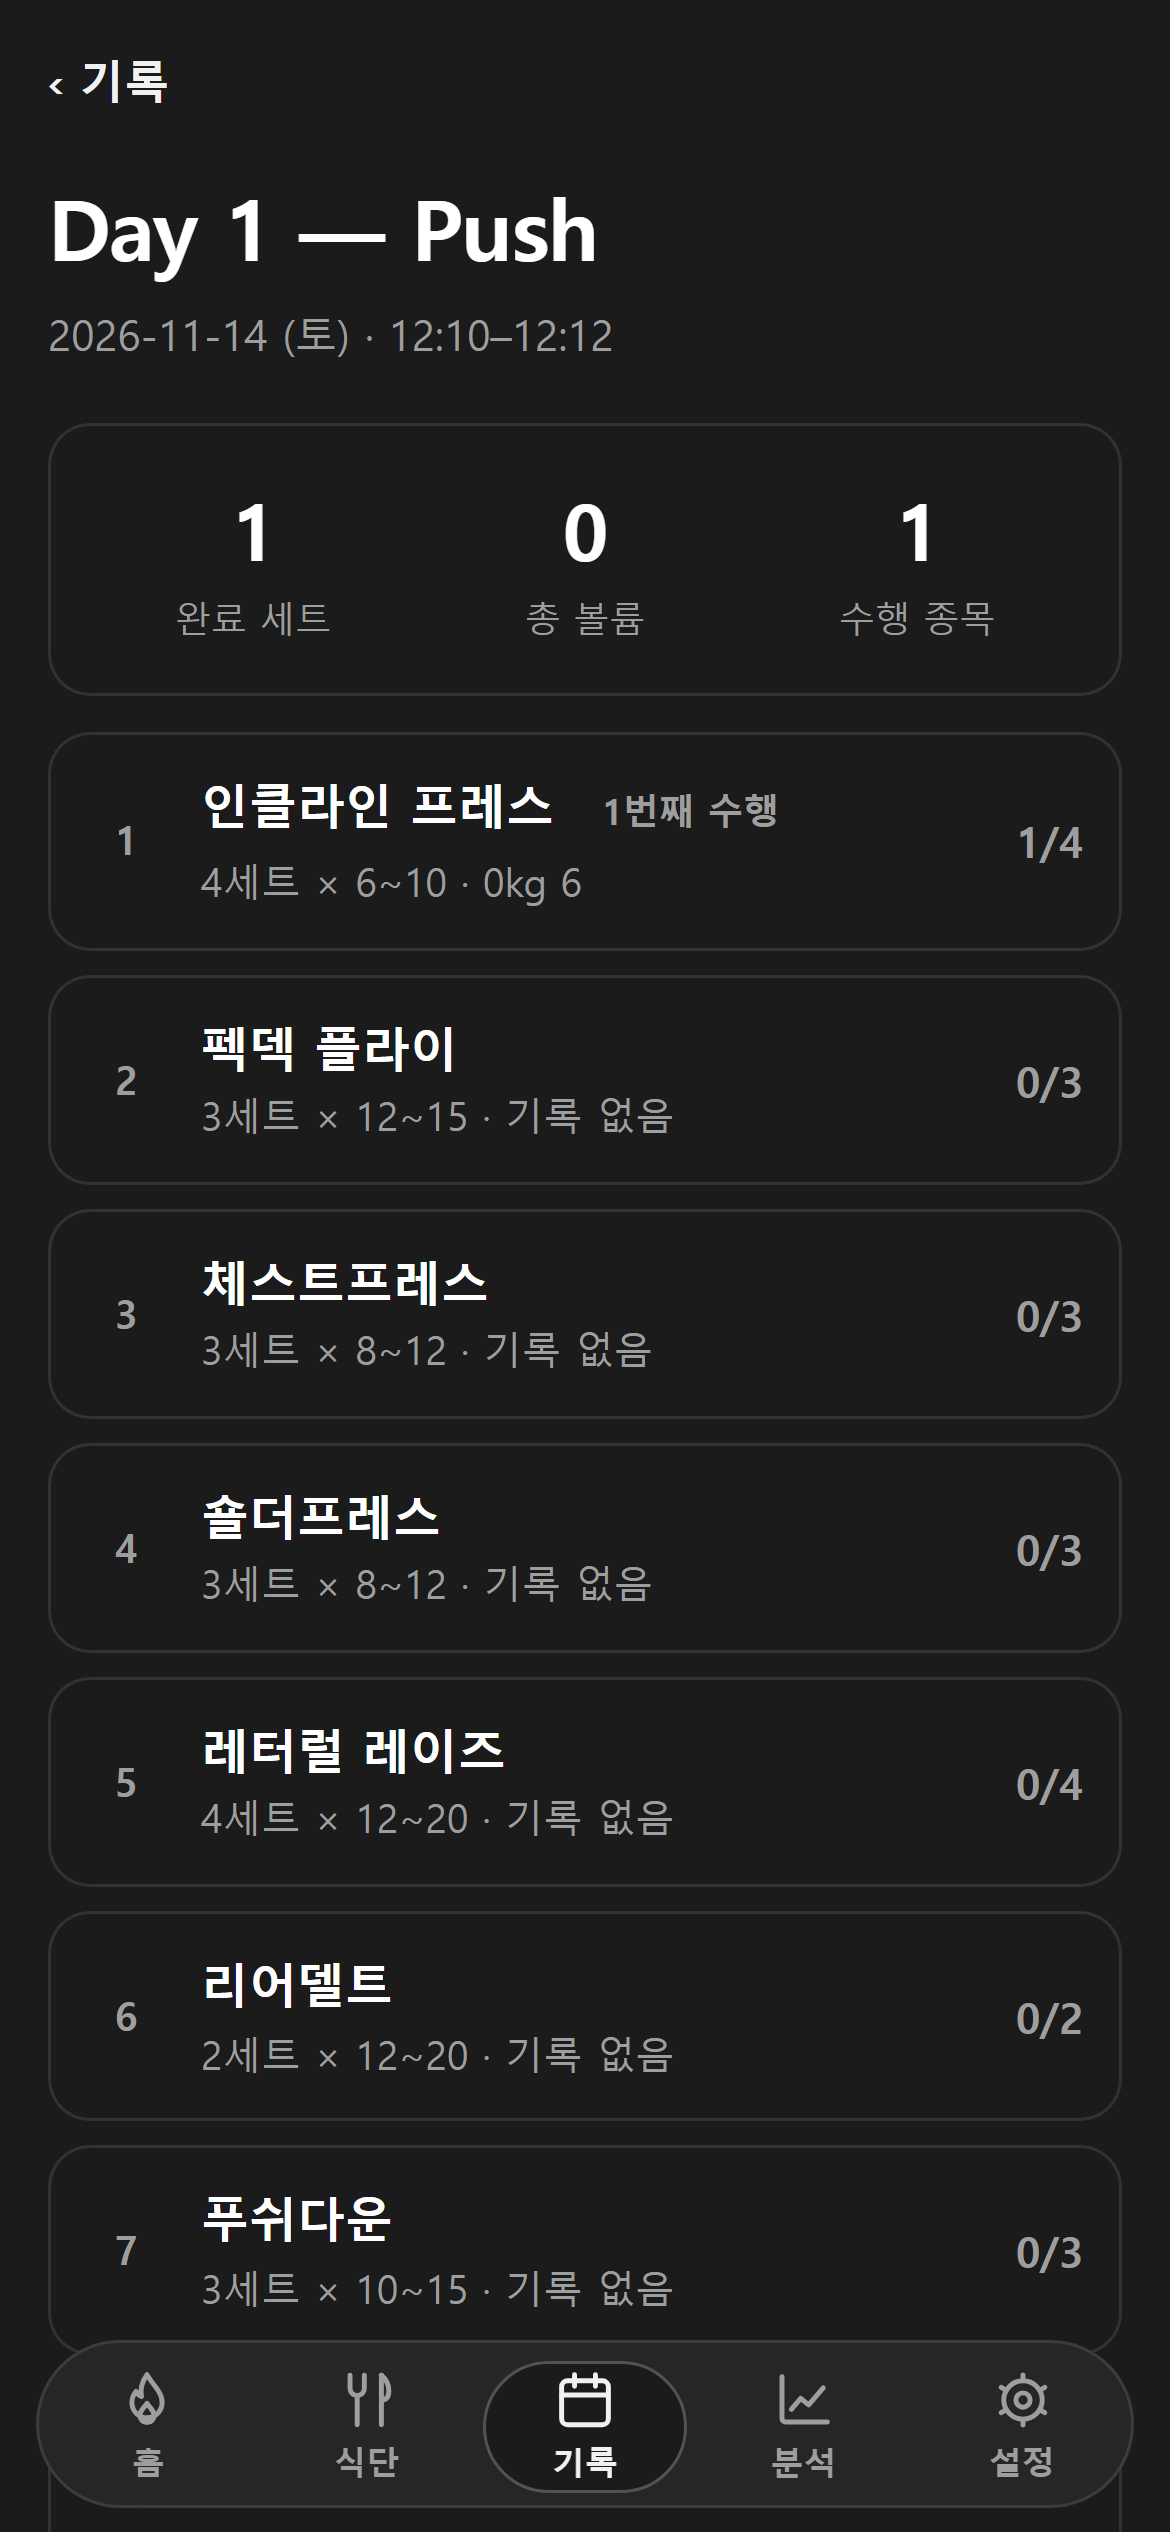 ‹ 기록
Day 1 — Push
2026-11-14 (토) · 12:10–12:12
1 0 1
완료 세트 총 볼륨 수행 종목
1 인클라인 프레스 1번째 수행 1/4
4세트 × 6~10 · 0kg 6
2 펙덱 플라이 0/3
3세트 × 12~15 · 기록 없음
3 체스트프레스 0/3
3세트 × 8~12 · 기록 없음
4 숄더프레스 0/3
3세트 × 8~12 · 기록 없음
5 레터럴 레이즈 0/4
4세트 × 12~20 · 기록 없음
6 리어델트 0/2
2세트 × 12~20 · 기록 없음
7 푸쉬다운 0/3
3세트 × 10~15 · 기록 없음
홈 식단 기록 분석 설정